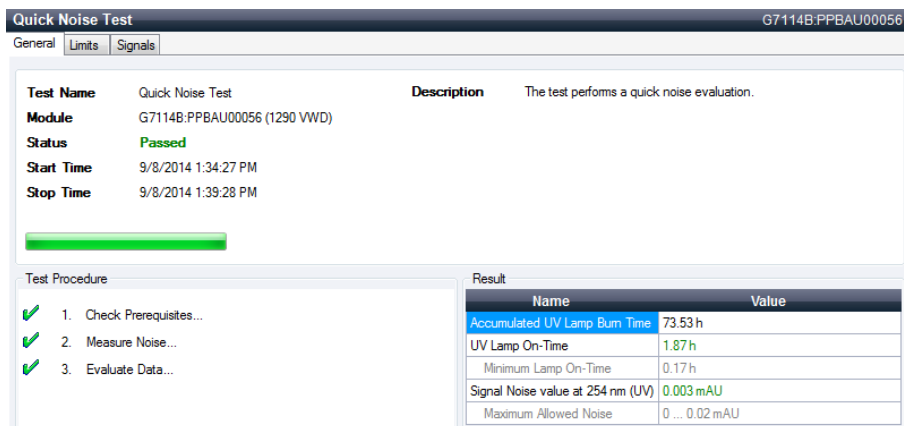 Quick Noise Test G7114B:PPBAU00056
General Limits Signals
Test Name Quick Noise Test Description The test performs a quick noise evaluation.
Module G7114B:PPBAU00056 (1290 VWD)
Status Passed
Start Time 9/8/2014 1:34:27 PM
Stop Time 9/8/2014 1:39:28 PM
Test Procedure
1. Check Prerequisites...
2. Measure Noise...
3. Evaluate Data...
Result
Name Value
Accumulated UV Lamp Burn Time 73.53 h
UV Lamp On-Time 1.87 h
Minimum Lamp On-Time 0.17 h
Signal Noise value at 254 nm (UV) 0.003 mAU
Maximum Allowed Noise 0 ... 0.02 mAU